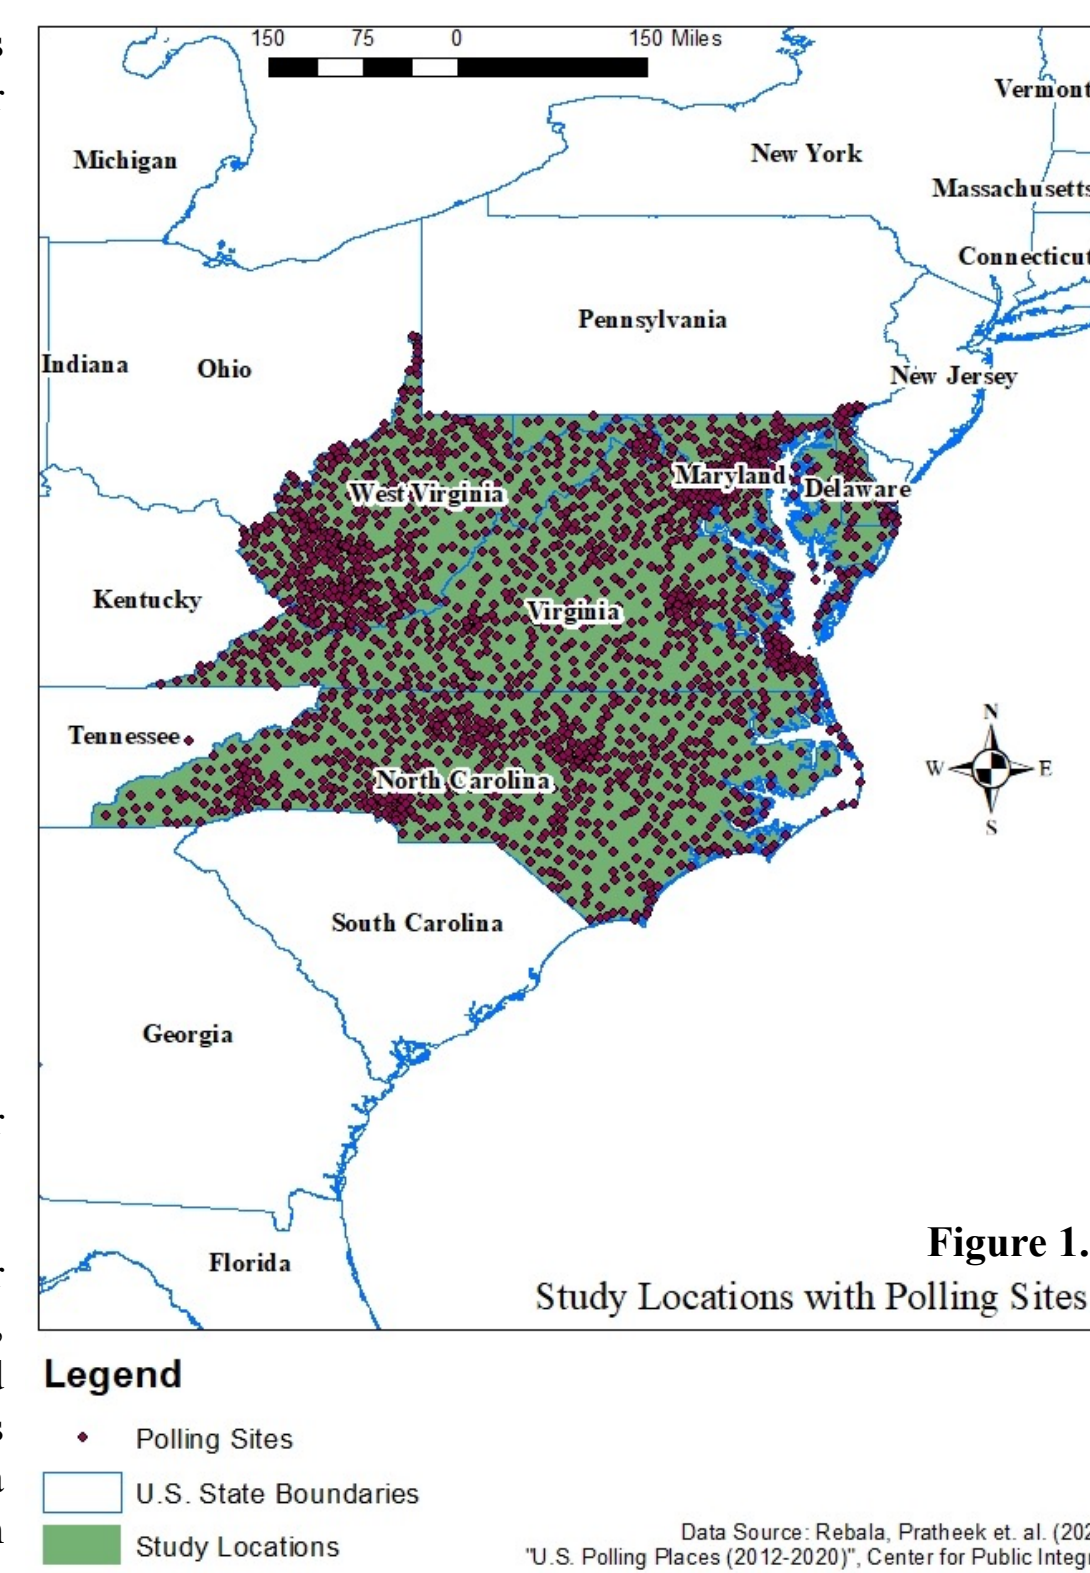 150 75 0 150 Miles
Vermont
Michigan
New York
Massachusetts
Connecticut
Pennsylvania
Indiana
Ohio
New Jersey
Maryland
West Virginia
Delaware
Kentucky
Virginia
N
Tennessee
W E
North Carolina
S
South Carolina
Georgia
Figure 1.
Florida
Study Locations with Polling Sites
Legend
Polling Sites
U.S. State Boundaries
Study Locations
Data Source: Rebala, Pratheek et. al. (202
"U.S. Polling Places (2012-2020)", Center for Public Integ